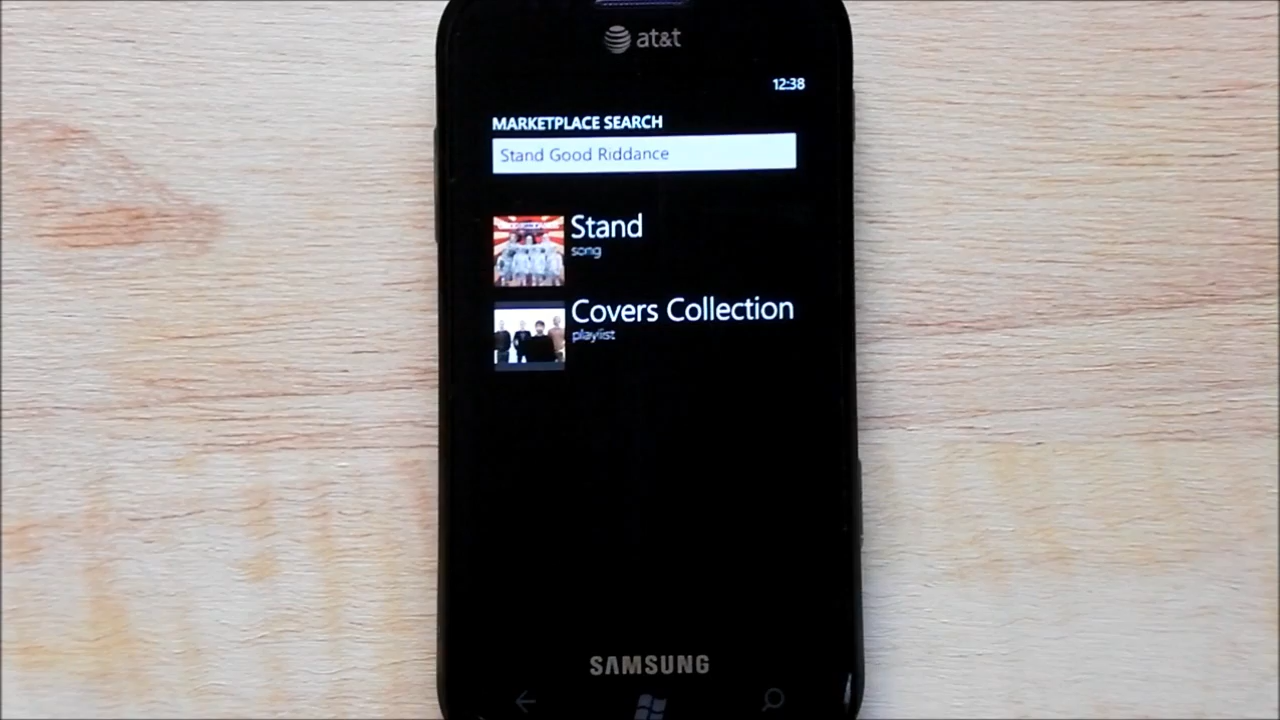 at&t
12:38
MARKETPLACE SEARCH
Stand Good Riddance
Stand
song
Covers Collection
playlist
SAMSUNG